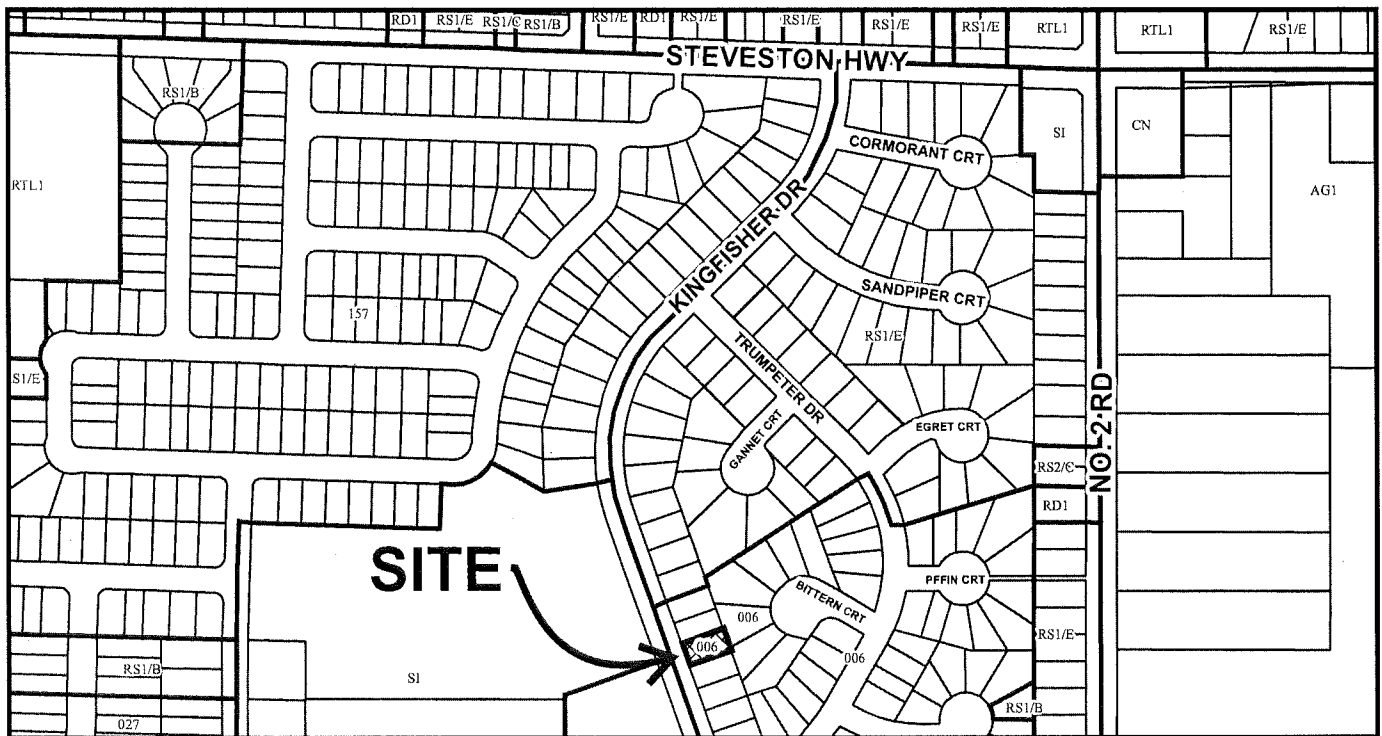 RD1
RS1/E
RS1/C
RS1/B
RS1/E
RD1
RS1/E
RS1/E
RS1/E
RS1/E
RTL1
RTL1
RS1/E
STEVESTON HWY
RS1/B
CORMORANT CRT
SI
CN
RTL1
AG1
KINGFISHER DR
SANDPIPER CRT
157
RS1/E
TRUMPETER DR
S1/E
NO. 2 RD
EGRET CRT
GANNET CRT
RS2/C
RD1
SITE
PFFIN CRT
BITTERN CRT
006
RS1/E
006
006
RS1/B
SI
RS1/B
027